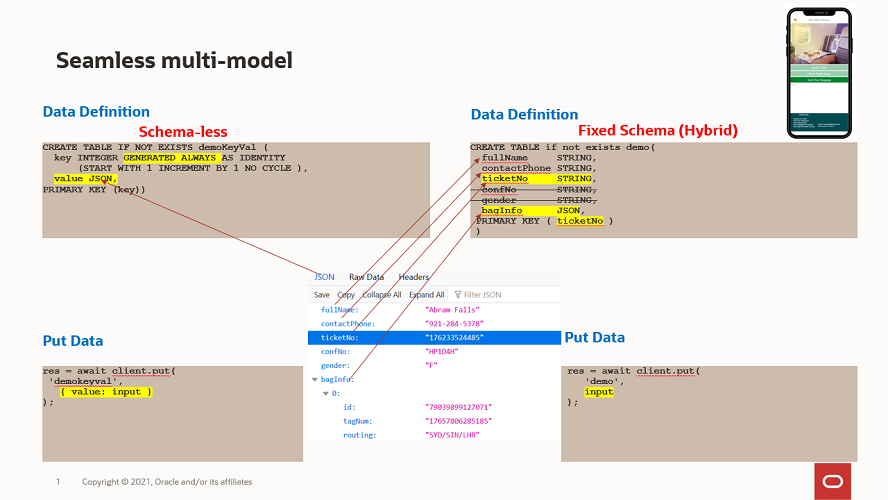 Seamless multi-model
Data Definition
Schema-less
CREATE TABLE IF NOT EXISTS demoKeyVal (
key INTEGER GENERATED ALWAYS AS IDENTITY
(START WITH 1 INCREMENT BY 1 NO CYCLE ),
value JSON,
PRIMARY KEY (key))
Data Definition
Fixed Schema (Hybrid)
CREATE TABLE if not exists demo(
fullName STRING,
contactPhone STRING,
ticketNo STRING,
confNo STRING,
gender STRING,
bagInfo JSON,
PRIMARY KEY ( ticketNo )
)
JSON Raw Data Headers
Save Copy Collapse All Expand All Filter JSON
fullName: "Abram Falls"
contactPhone: "921-284-5378"
ticketNo: "176233524485"
confNo: "HP1D4H"
gender: "F"
bagInfo:
0:
id: "79039899127071"
tagNum: "17657806285185"
routing: "SYD/SIN/LHR"
Put Data
res = await client.put(
'demokeyval',
{ value: input }
);
Put Data
res = await client.put(
'demo',
input
);
1 Copyright © 2021, Oracle and/or its affiliates